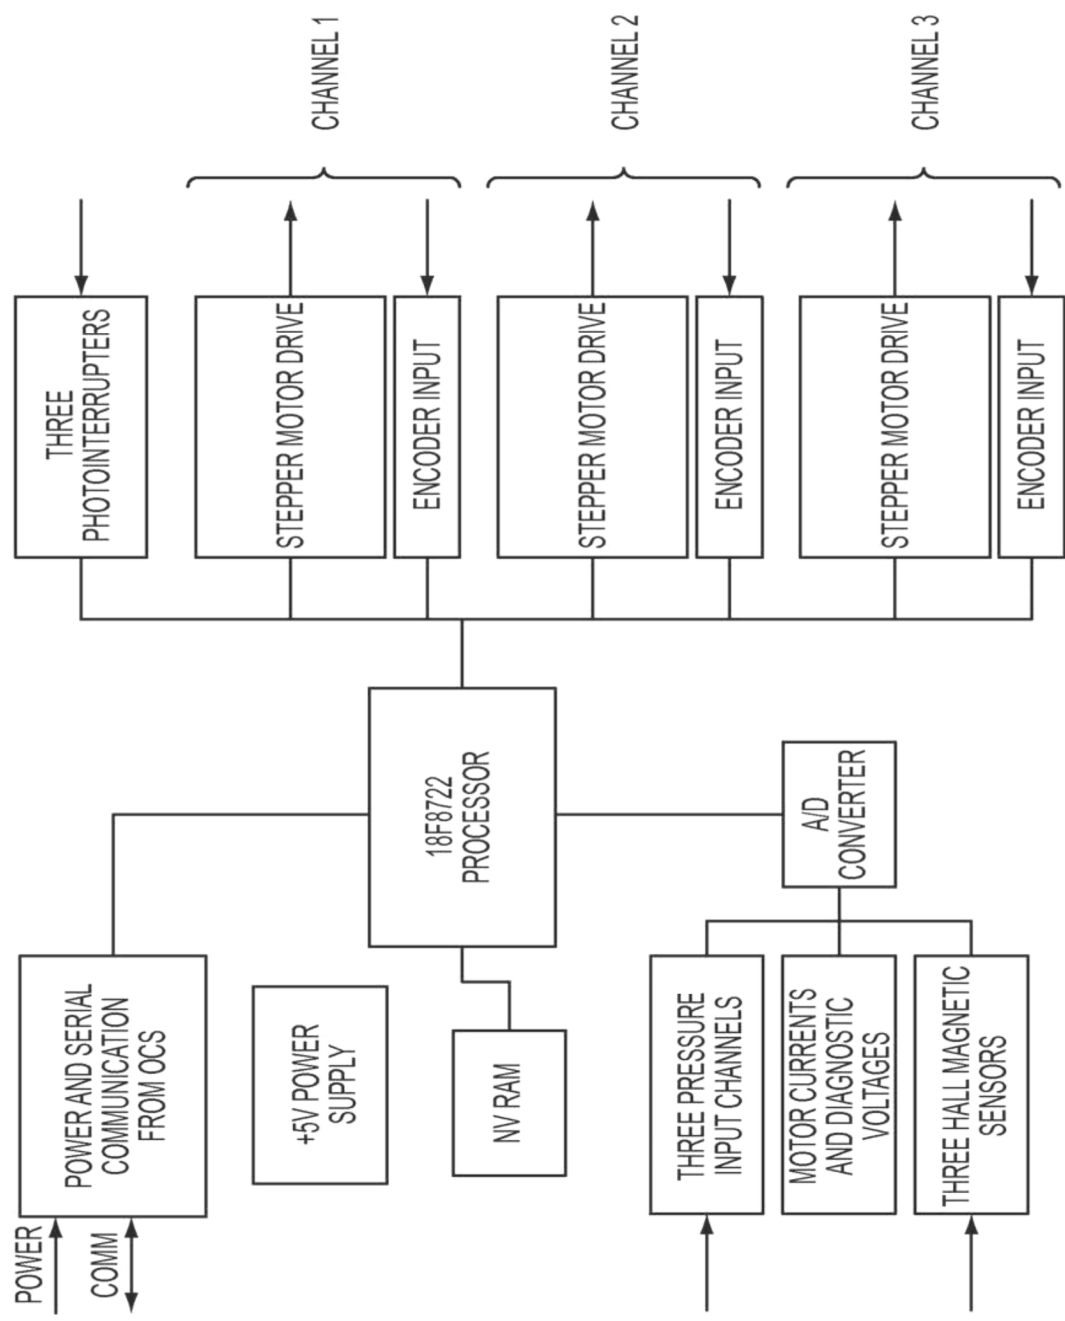 POWER
COMM
POWER AND SERIAL
COMMUNICATION
FROM OCS
+5V POWER
SUPPLY
NV RAM
THREE PRESSURE
INPUT CHANNELS
MOTOR CURRENTS
AND DIAGNOSTIC
VOLTAGES
THREE HALL MAGNETIC
SENSORS
18F8722
PROCESSOR
A/D
CONVERTER
THREE
PHOTOINTERRUPTERS
STEPPER MOTOR DRIVE
ENCODER INPUT
CHANNEL 1
STEPPER MOTOR DRIVE
ENCODER INPUT
CHANNEL 2
STEPPER MOTOR DRIVE
ENCODER INPUT
CHANNEL 3